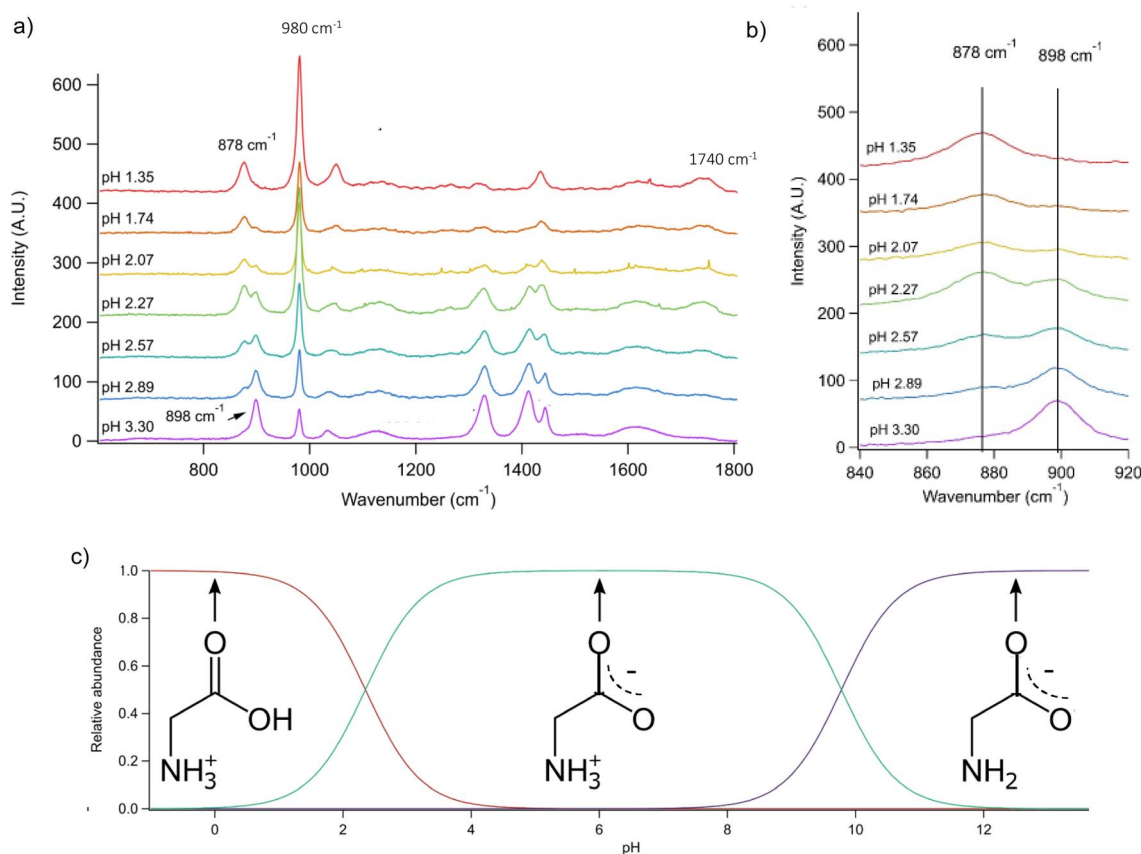 a)
980 cm-1
878 cm-1
1740 cm-1
600
500
400
300
200
100
0
Intensity (A.U.)
pH 1.35
pH 1.74
pH 2.07
pH 2.27
pH 2.57
pH 2.89
898 cm-1
pH 3.30
800 1000 1200 1400 1600 1800
Wavenumber (cm-1)
b)
878 cm-1 898 cm-1
600
500
400
300
200
100
0
Intensity (A.U.)
pH 1.35
pH 1.74
pH 2.07
pH 2.27
pH 2.57
pH 2.89
pH 3.30
840 860 880 900 920
Wavenumber (cm-1)
c)
1.0
0.8
0.6
0.4
0.2
0.0
Relative abundance
O
OH
NH3+
O
-
O
NH3+
O
-
O
NH2
0 2 4 6 8 10 12
pH